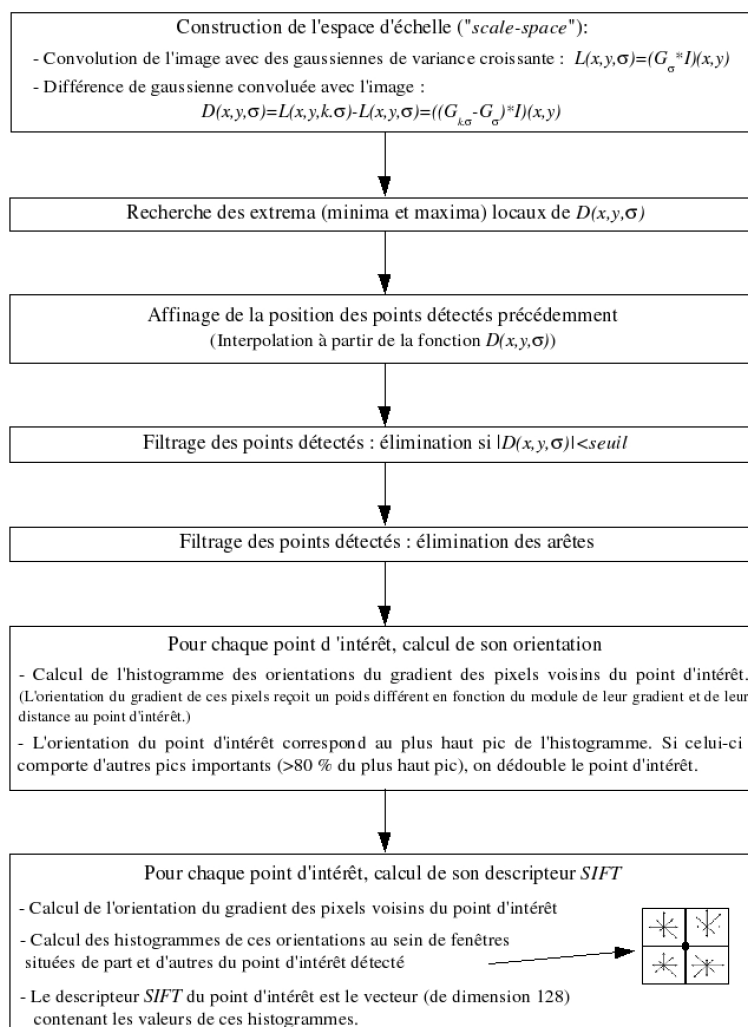 Construction de l'espace d'échelle ("scale-space"):
- Convolution de l'image avec des gaussiennes de variance croissante : L(x,y,σ)=(G_σ*I)(x,y)
- Différence de gaussienne convoluée avec l'image :
D(x,y,σ)=L(x,y,k.σ)-L(x,y,σ)=((G_k.σ-G_σ)*I)(x,y)
Recherche des extrema (minima et maxima) locaux de D(x,y,σ)
Affinage de la position des points détectés précédemment
(Interpolation à partir de la fonction D(x,y,σ))
Filtrage des points détectés : élimination si |D(x,y,σ)|<seuil
Filtrage des points détectés : élimination des arêtes
Pour chaque point d 'intérêt, calcul de son orientation
- Calcul de l'histogramme des orientations du gradient des pixels voisins du point d'intérêt.
(L'orientation du gradient de ces pixels reçoit un poids différent en fonction du module de leur gradient et de leur
distance au point d'intérêt.)
- L'orientation du point d'intérêt correspond au plus haut pic de l'histogramme. Si celui-ci
comporte d'autres pics importants (>80 % du plus haut pic), on dédouble le point d'intérêt.
Pour chaque point d'intérêt, calcul de son descripteur SIFT
- Calcul de l'orientation du gradient des pixels voisins du point d'intérêt
- Calcul des histogrammes de ces orientations au sein de fenêtres
situées de part et d'autres du point d'intérêt détecté
- Le descripteur SIFT du point d'intérêt est le vecteur (de dimension 128)
contenant les valeurs de ces histogrammes.